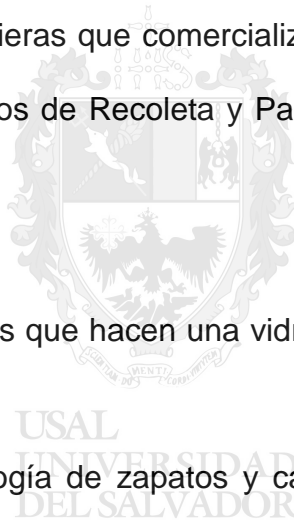 ieras que comercializ
os de Recoleta y Pa
s que hacen una vidr
USAL
UNIVERSIDAD
ogía de zapatos y ca
DEL SALVADOR